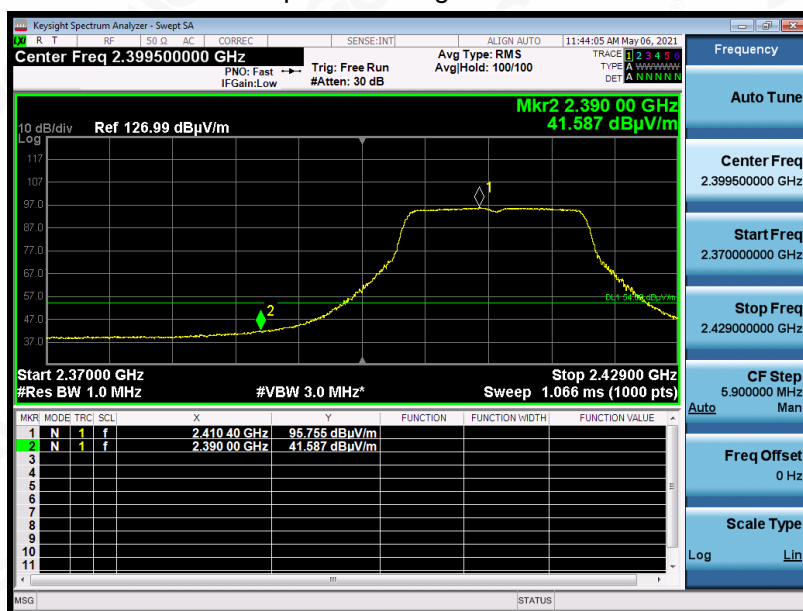 Keysight Spectrum Analyzer - Swept SA
LXI R T RF 50 Ω AC CORREC SENSE:INT ALIGN AUTO 11:44:05 AM May 06, 2021
Center Freq 2.399500000 GHz
PNO: Fast
IFGain:Low
Trig: Free Run
#Atten: 30 dB
Avg Type: RMS
Avg|Hold: 100/100
TRACE 1 2 3 4 5 6
TYPE A WWWWW
DET A N N N N N
Mkr2 2.390 00 GHz
41.587 dBµV/m
10 dB/div Ref 126.99 dBµV/m
Log
117
107
97.0
87.0
77.0
67.0
57.0
47.0
37.0
1
2
Start 2.37000 GHz Stop 2.42900 GHz
#Res BW 1.0 MHz #VBW 3.0 MHz* Sweep 1.066 ms (1000 pts)
MKR MODE TRC SCL X Y FUNCTION FUNCTION WIDTH FUNCTION VALUE
1 N 1 f 2.410 40 GHz 95.755 dBµV/m
2 N 1 f 2.390 00 GHz 41.587 dBµV/m
3
4
5
6
7
8
9
10
11
MSG STATUS
Frequency
Auto Tune
Center Freq
2.399500000 GHz
Start Freq
2.370000000 GHz
Stop Freq
2.429000000 GHz
CF Step
5.900000 MHz
Auto Man
Freq Offset
0 Hz
Scale Type
Log Lin